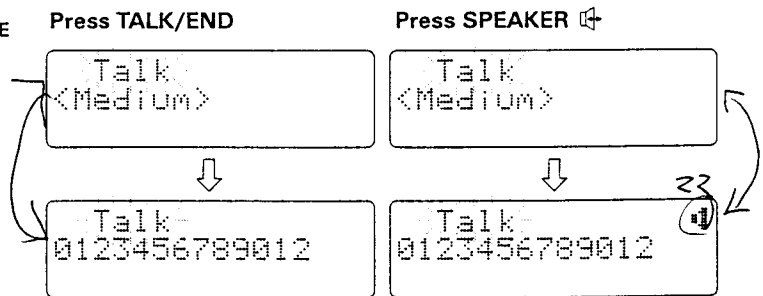 E
Press TALK/END
Press SPEAKER
Talk
<Medium>
Talk
<Medium>
23
Talk
0123456789012
Talk
0123456789012